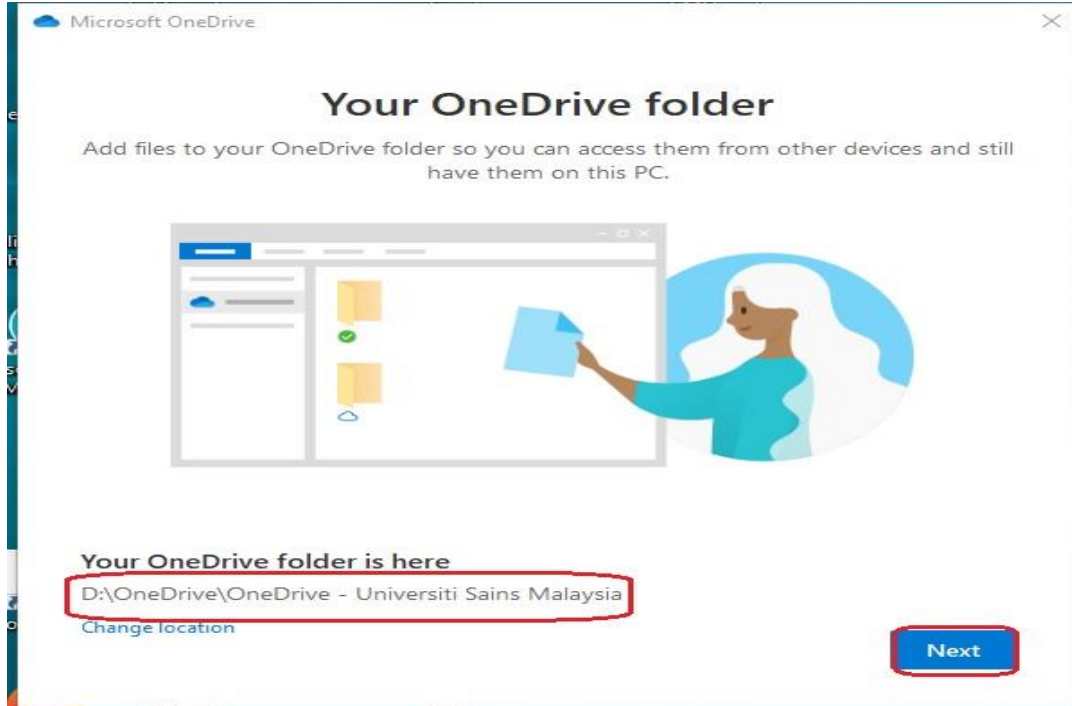 Microsoft OneDrive
Your OneDrive folder
Add files to your OneDrive folder so you can access them from other devices and still
have them on this PC.
Your OneDrive folder is here
D:\OneDrive\OneDrive - Universiti Sains Malaysia
Change location
Next